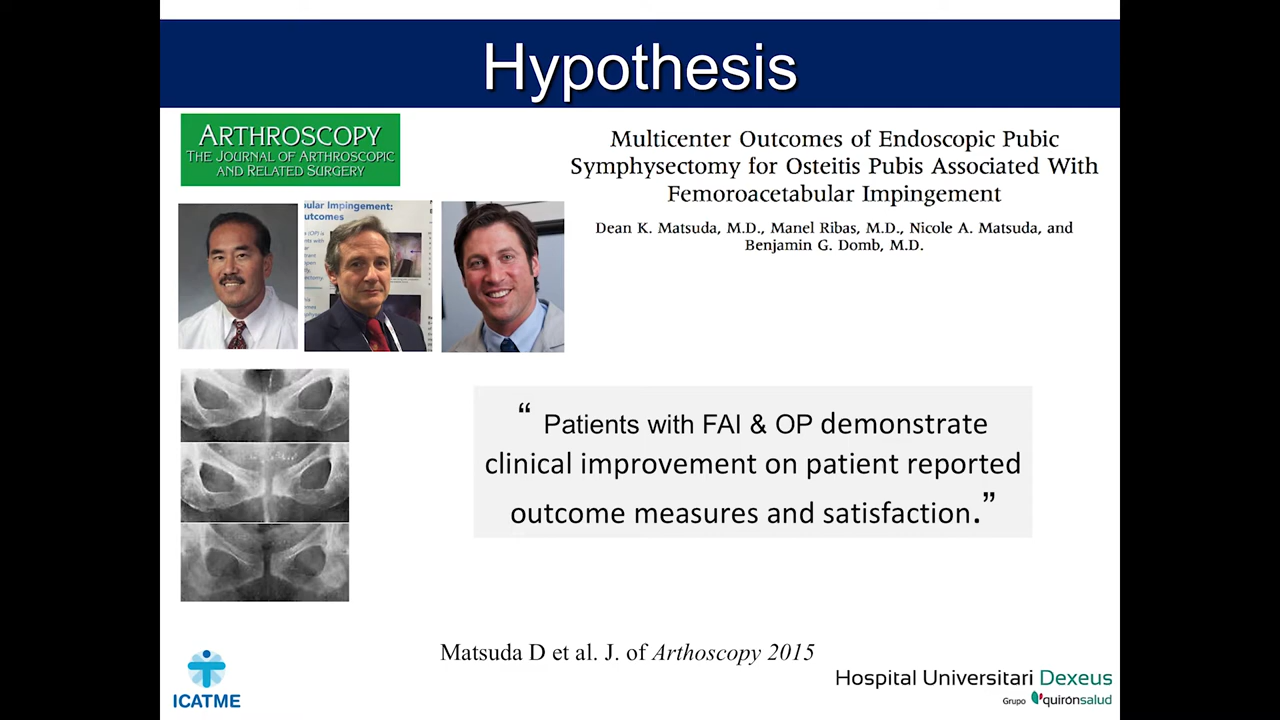 Hypothesis
ARTHROSCOPY
THE JOURNAL OF ARTHROSCOPIC
AND RELATED SURGERY
Multicenter Outcomes of Endoscopic Pubic
Symphysectomy for Osteitis Pubis Associated With
Femoroacetabular Impingement
Dean K. Matsuda, M.D., Manel Ribas, M.D., Nicole A. Matsuda, and
Benjamin G. Domb, M.D.
bular Impingement:
utcomes
“ Patients with FAI & OP demonstrate
clinical improvement on patient reported
outcome measures and satisfaction.”
Matsuda D et al. J. of Arthoscopy 2015
ICATME
Hospital Universitari Dexeus
Grupo quirónsalud